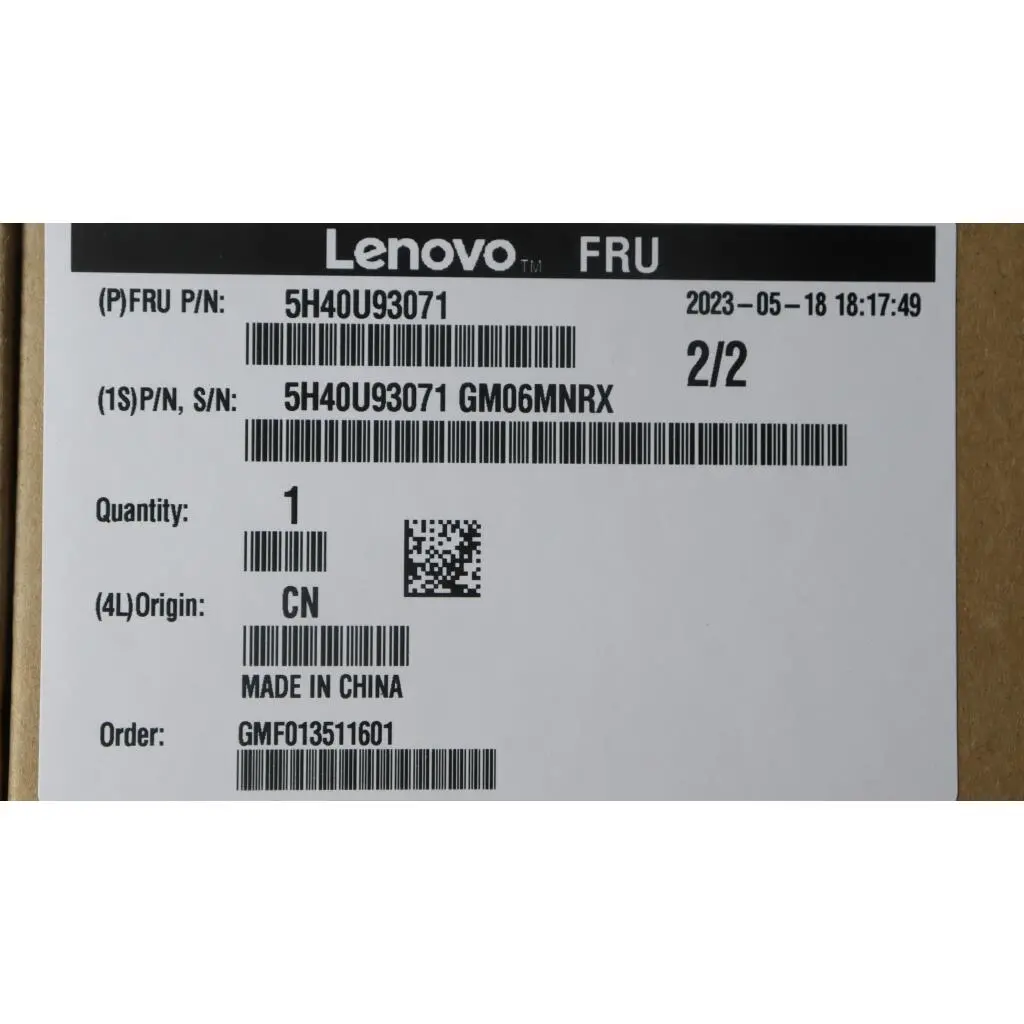 Lenovo™ FRU
(P)FRU P/N: 5H40U93071 2023-05-18 18:17:49
2/2
(1S)P/N, S/N: 5H40U93071 GM06MNRX
Quantity: 1
(4L)Origin: CN
MADE IN CHINA
Order: GMF013511601